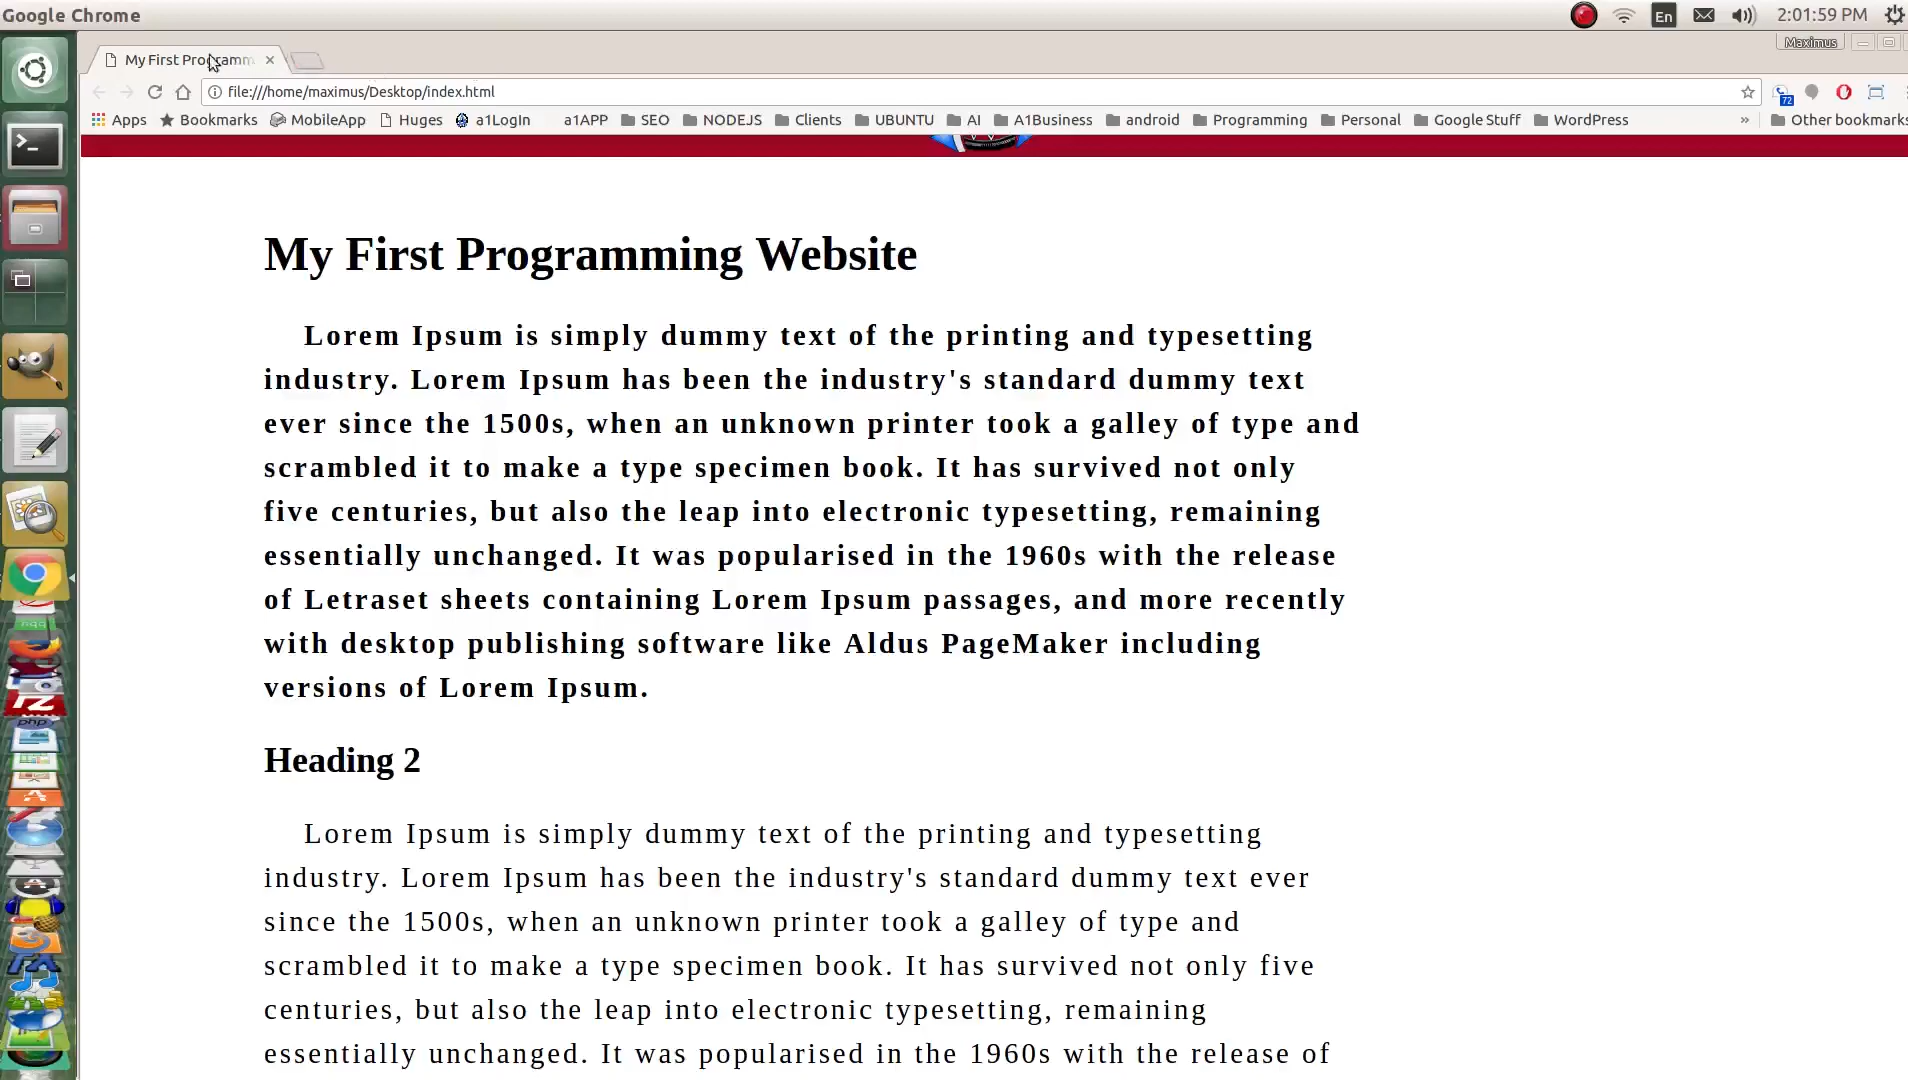 Google Chrome
En
2:01:59 PM
My First Programm
Maximus
file:///home/maximus/Desktop/index.html
72
Apps Bookmarks MobileApp Huges a1LogIn a1APP SEO NODEJS Clients UBUNTU AI A1Business android Programming Personal Google Stuff WordPress » Other bookmarks
My First Programming Website
Lorem Ipsum is simply dummy text of the printing and typesetting
industry. Lorem Ipsum has been the industry's standard dummy text
ever since the 1500s, when an unknown printer took a galley of type and
scrambled it to make a type specimen book. It has survived not only
five centuries, but also the leap into electronic typesetting, remaining
essentially unchanged. It was popularised in the 1960s with the release
of Letraset sheets containing Lorem Ipsum passages, and more recently
with desktop publishing software like Aldus PageMaker including
versions of Lorem Ipsum.
Heading 2
Lorem Ipsum is simply dummy text of the printing and typesetting
industry. Lorem Ipsum has been the industry's standard dummy text ever
since the 1500s, when an unknown printer took a galley of type and
scrambled it to make a type specimen book. It has survived not only five
centuries, but also the leap into electronic typesetting, remaining
essentially unchanged. It was popularised in the 1960s with the release of